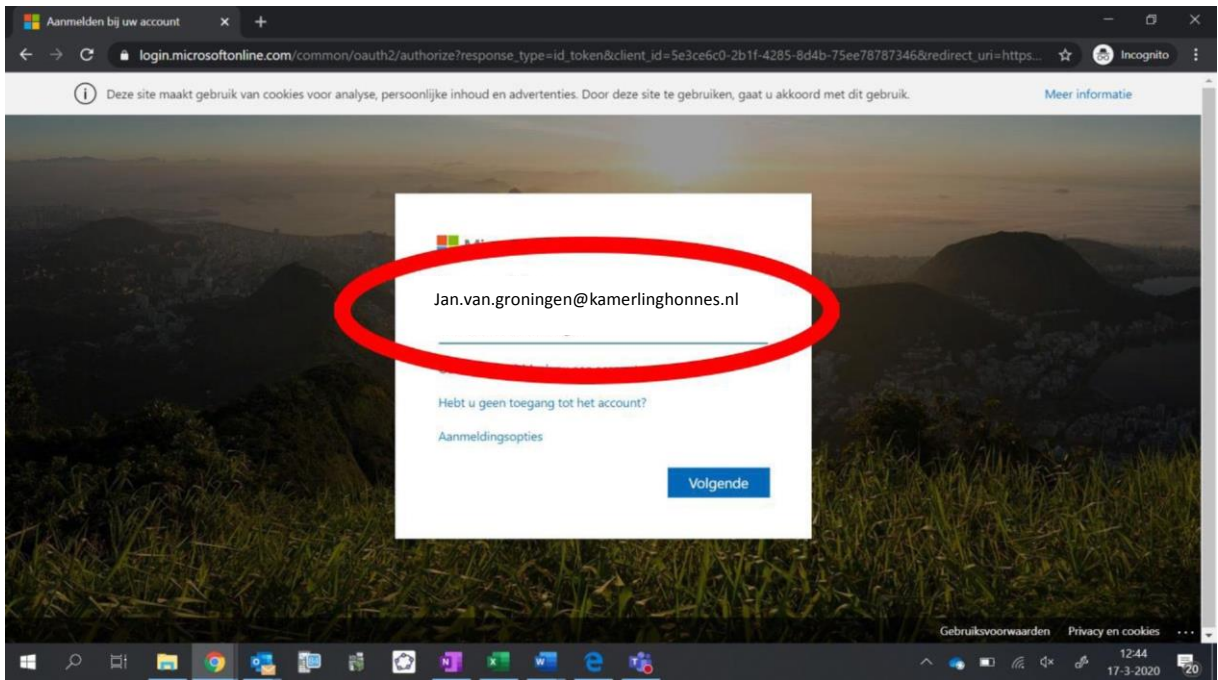 Aanmelden bij uw account
login.microsoftonline.com/common/oauth2/authorize?response_type=id_token&client_id=5e3ce6c0-2b1f-4285-8d4b-75ee78787346&redirect_uri=https...
Incognito
Deze site maakt gebruik van cookies voor analyse, persoonlijke inhoud en advertenties. Door deze site te gebruiken, gaat u akkoord met dit gebruik.
Meer informatie
Jan.van.groningen@kamerlinghonnes.nl
Hebt u geen toegang tot het account?
Aanmeldingsopties
Volgende
Gebruiksvoorwaarden Privacy en cookies ...
12:44
17-3-2020
20